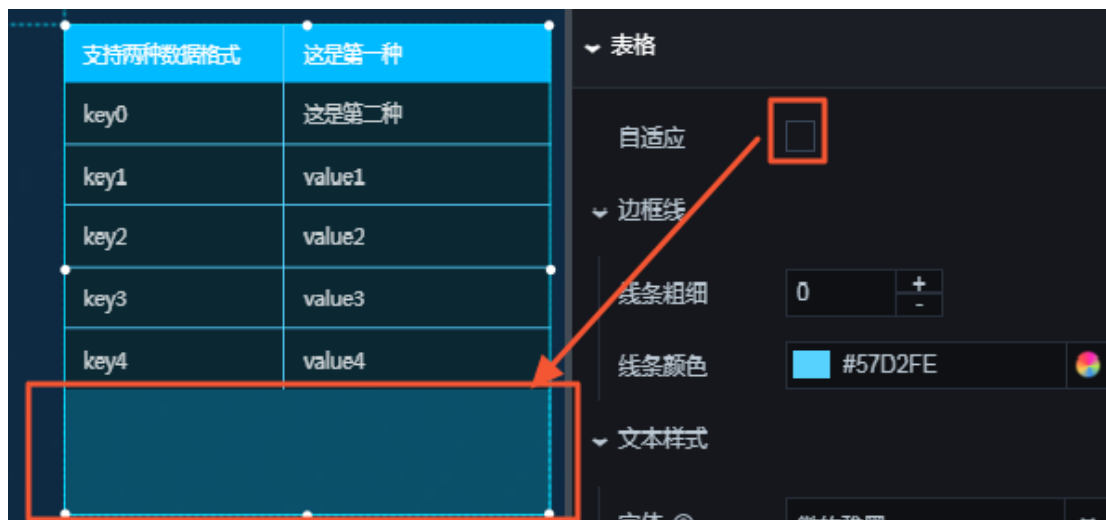 支持两种数据格式 这是第一种
key0 这是第二种
key1 value1
key2 value2
key3 value3
key4 value4
表格
自适应
边框线
线条粗细 0 + -
线条颜色 #57D2FE
文本样式
字体